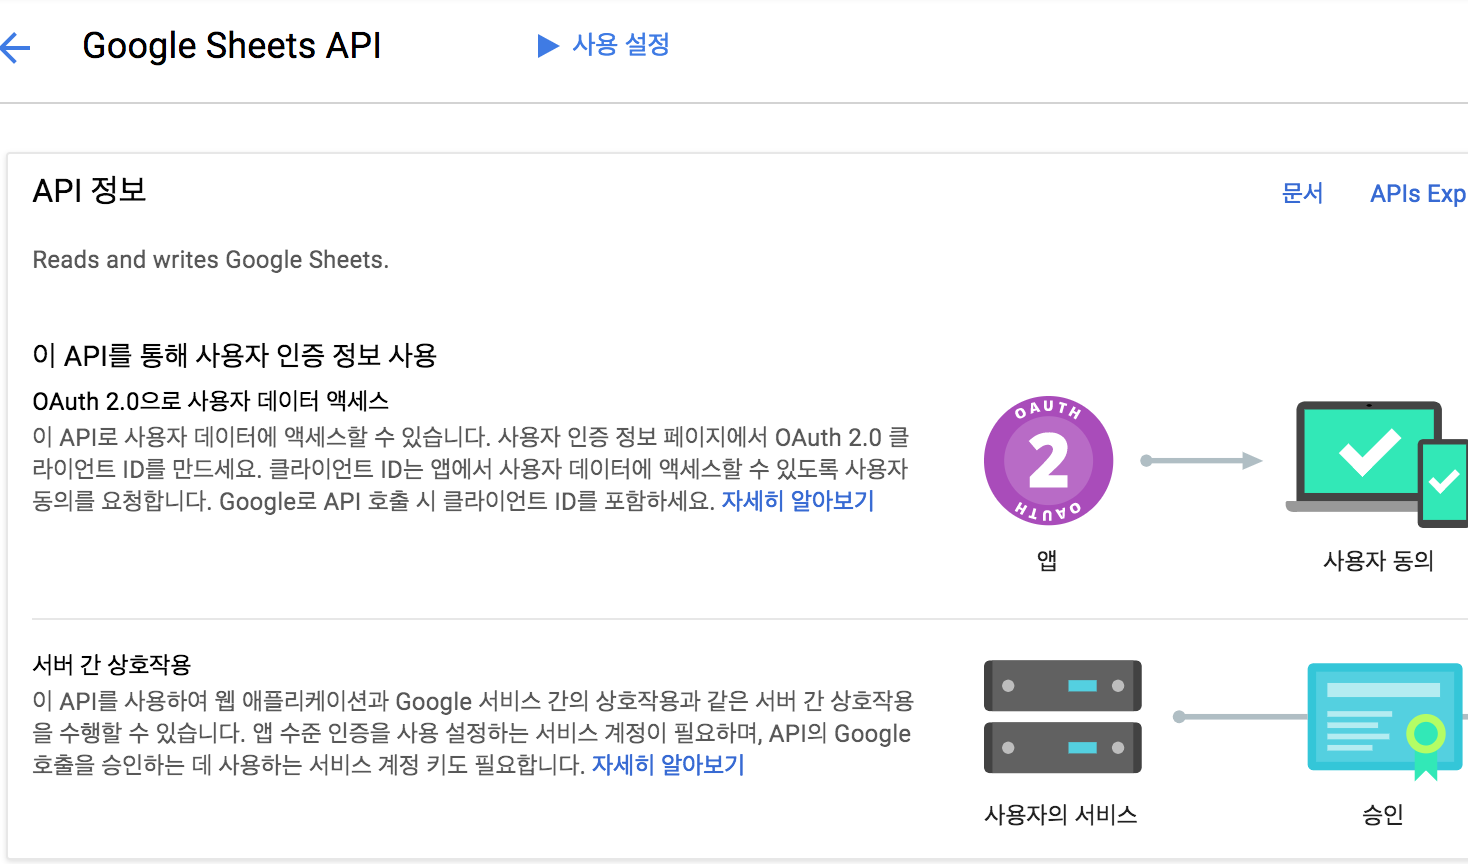 Google Sheets API
사용 설정
API 정보
문서
APIs Exp
Reads and writes Google Sheets.
이 API를 통해 사용자 인증 정보 사용
OAuth 2.0으로 사용자 데이터 액세스
이 API로 사용자 데이터에 액세스할 수 있습니다. 사용자 인증 정보 페이지에서 OAuth 2.0 클
라이언트 ID를 만드세요. 클라이언트 ID는 앱에서 사용자 데이터에 액세스할 수 있도록 사용자
동의를 요청합니다. Google로 API 호출 시 클라이언트 ID를 포함하세요. 자세히 알아보기
OAUTH
2
OAUTH
앱
사용자 동의
서버 간 상호작용
이 API를 사용하여 웹 애플리케이션과 Google 서비스 간의 상호작용과 같은 서버 간 상호작용
을 수행할 수 있습니다. 앱 수준 인증을 사용 설정하는 서비스 계정이 필요하며, API의 Google
호출을 승인하는 데 사용하는 서비스 계정 키도 필요합니다. 자세히 알아보기
사용자의 서비스
승인